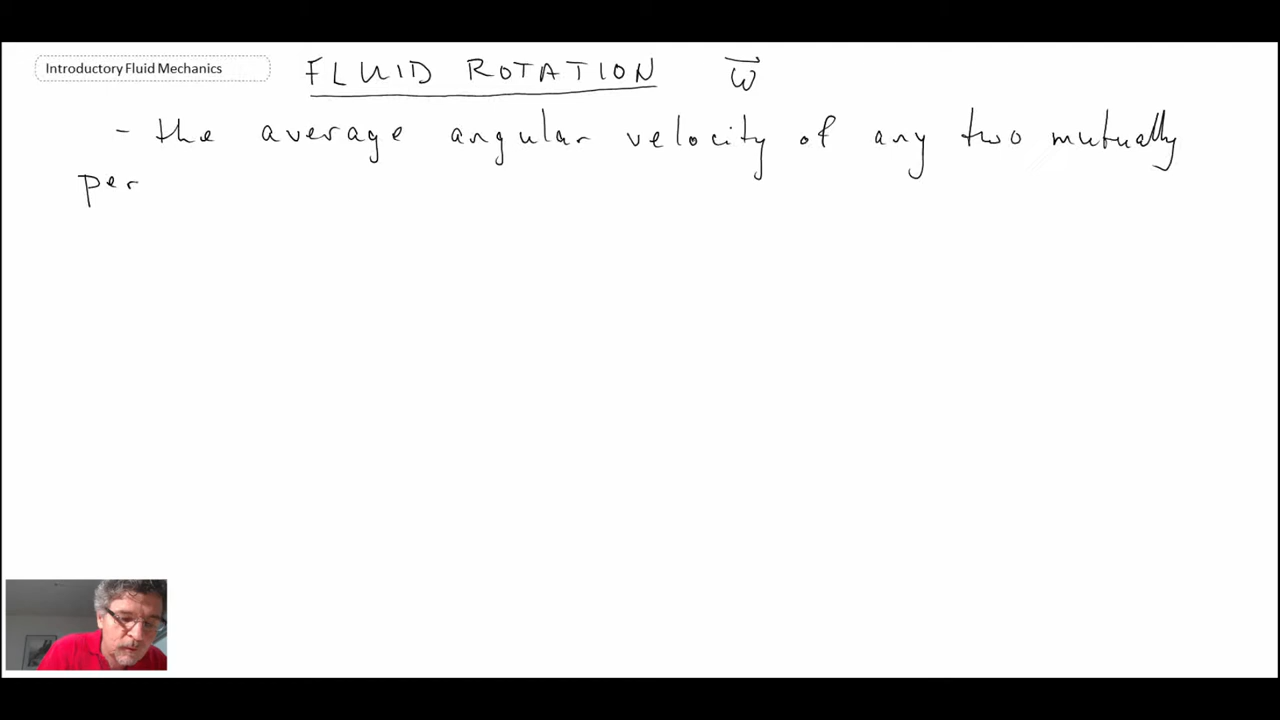 Introductory Fluid Mechanics
FLUID ROTATION ω⃗
- the average angular velocity of any two mutually
per